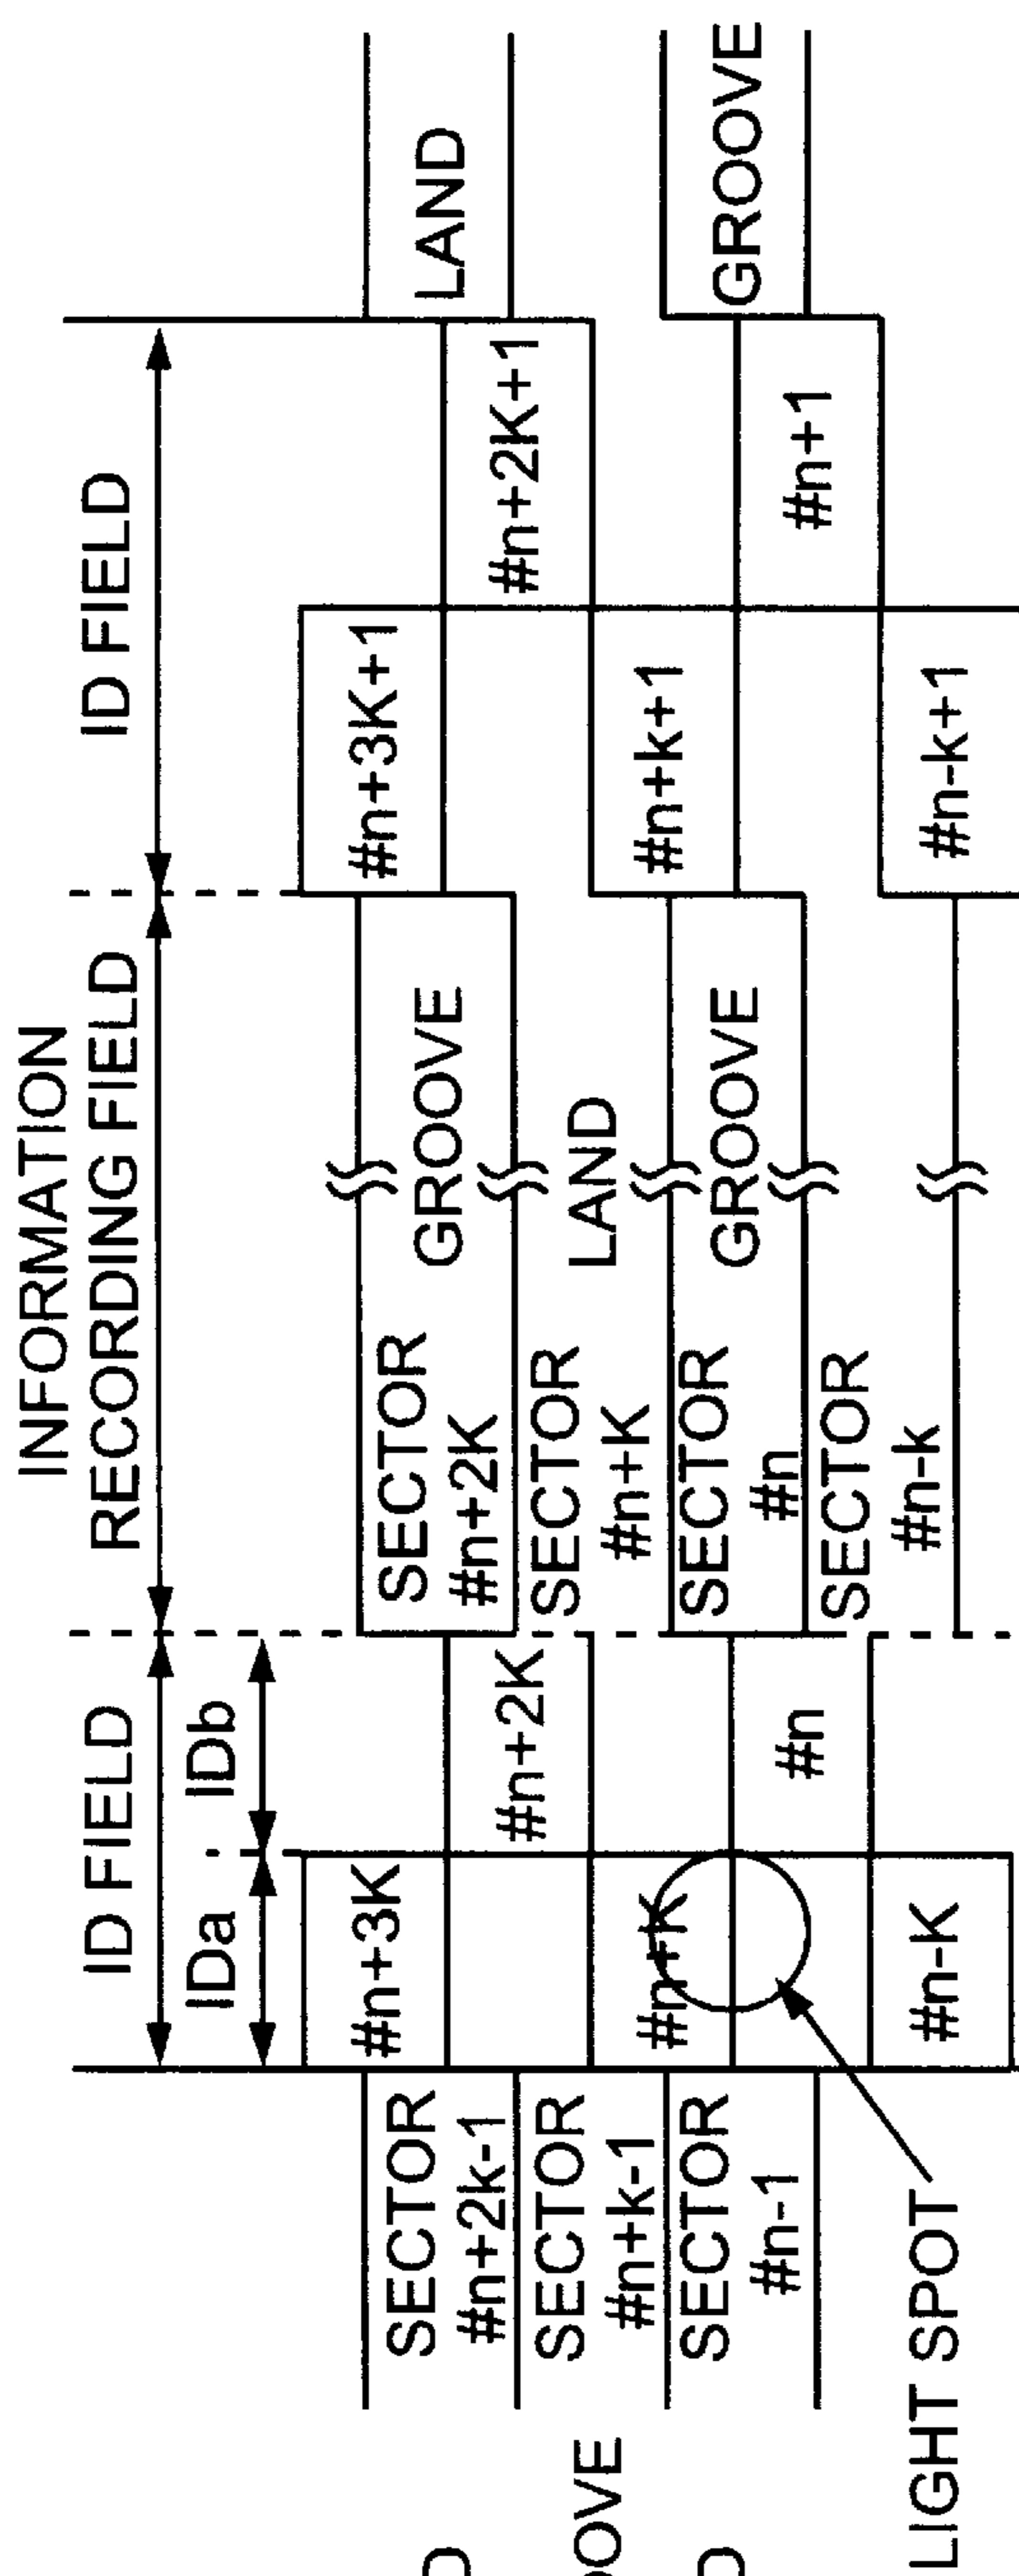 INFORMATION
RECORDING FIELD
ID FIELD
ID FIELD
IDa
IDb
#n+3K
#n+2K
#n+K
#n
#n-K
SECTOR
#n+2k-1
SECTOR
#n+k-1
SECTOR
#n-1
SECTOR
#n+2K
GROOVE
SECTOR
#n+K
LAND
SECTOR
#n
GROOVE
SECTOR
#n-k
#n+3K+1
#n+2K+1
#n+k+1
#n+1
#n-k+1
LAND
GROOVE
LIGHT SPOT